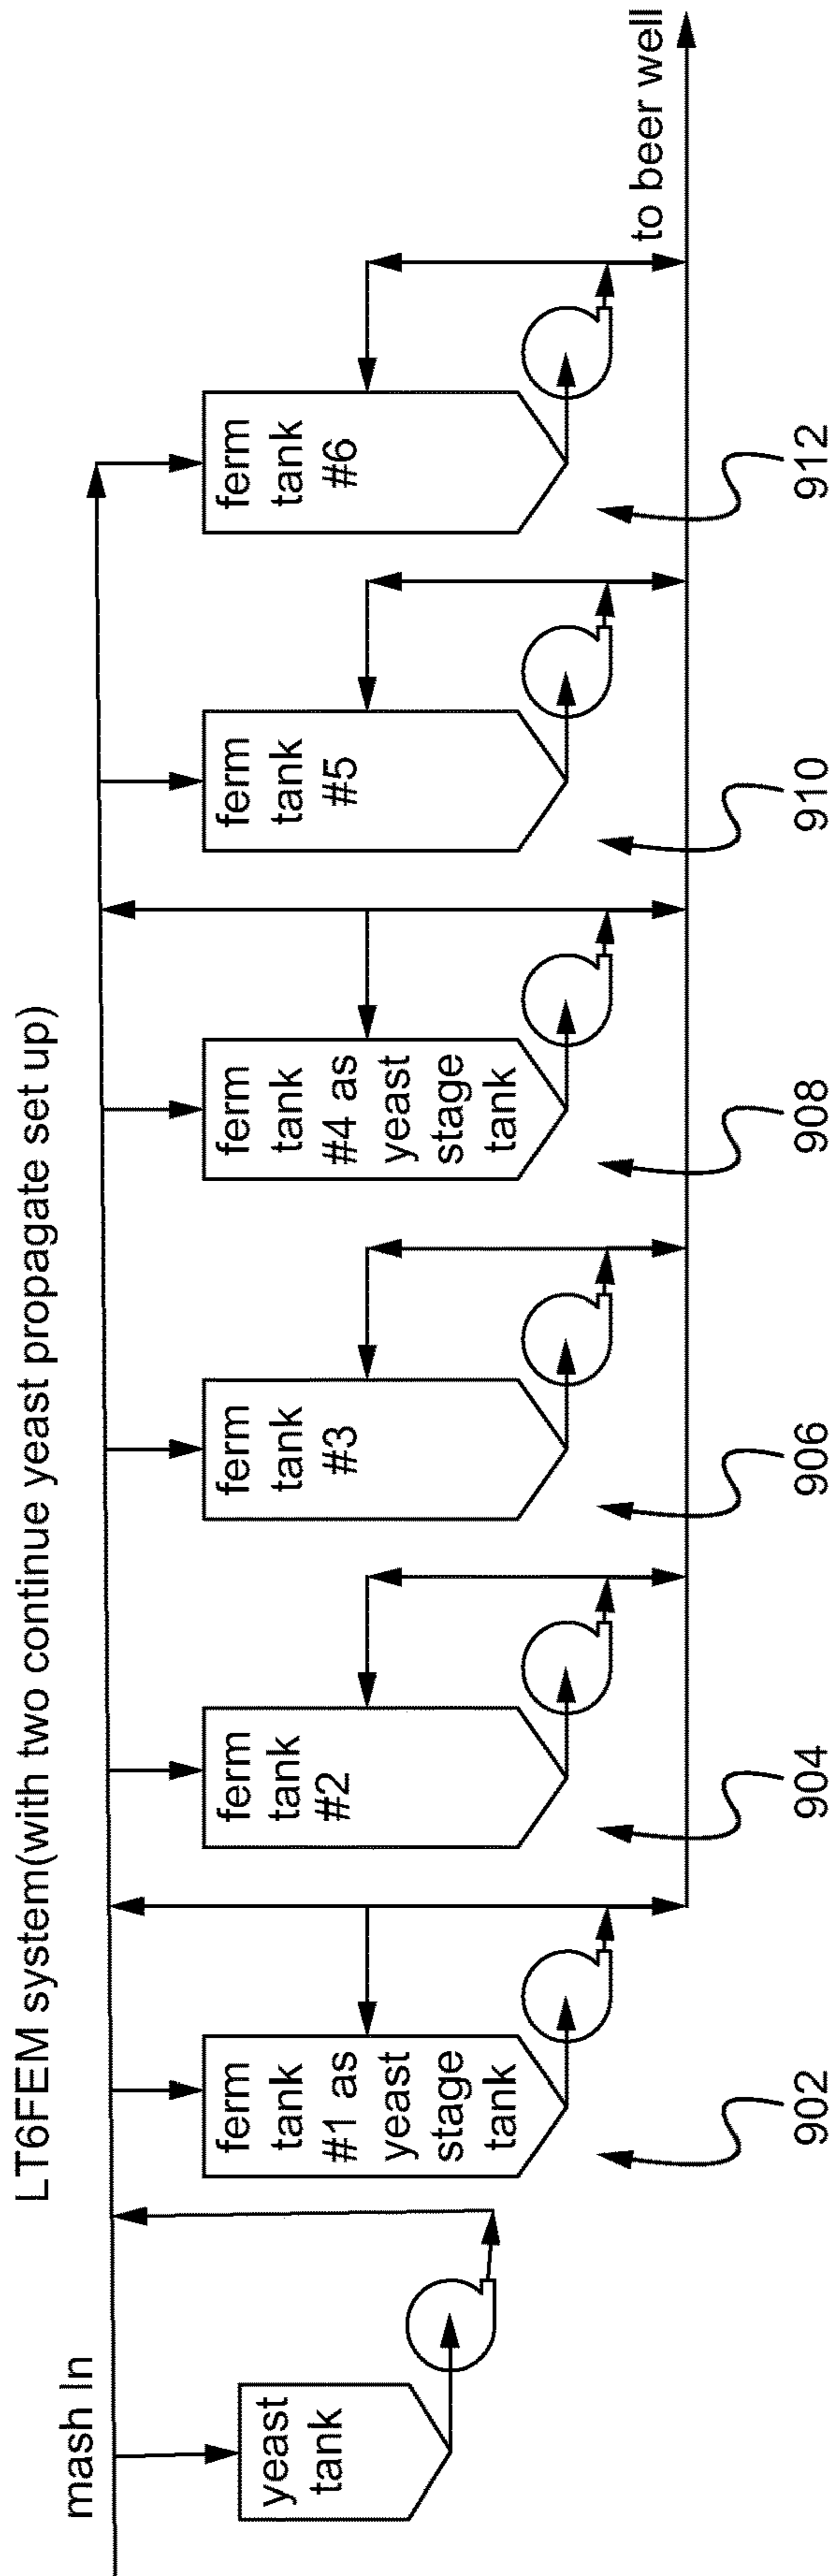 LT6FEM system(with two continue yeast propagate set up)
mash In
yeast
tank
ferm
tank
#1 as
yeast
stage
tank
ferm
tank
#2
ferm
tank
#3
ferm
tank
#4 as
yeast
stage
tank
ferm
tank
#5
ferm
tank
#6
to beer well
902
904
906
908
910
912